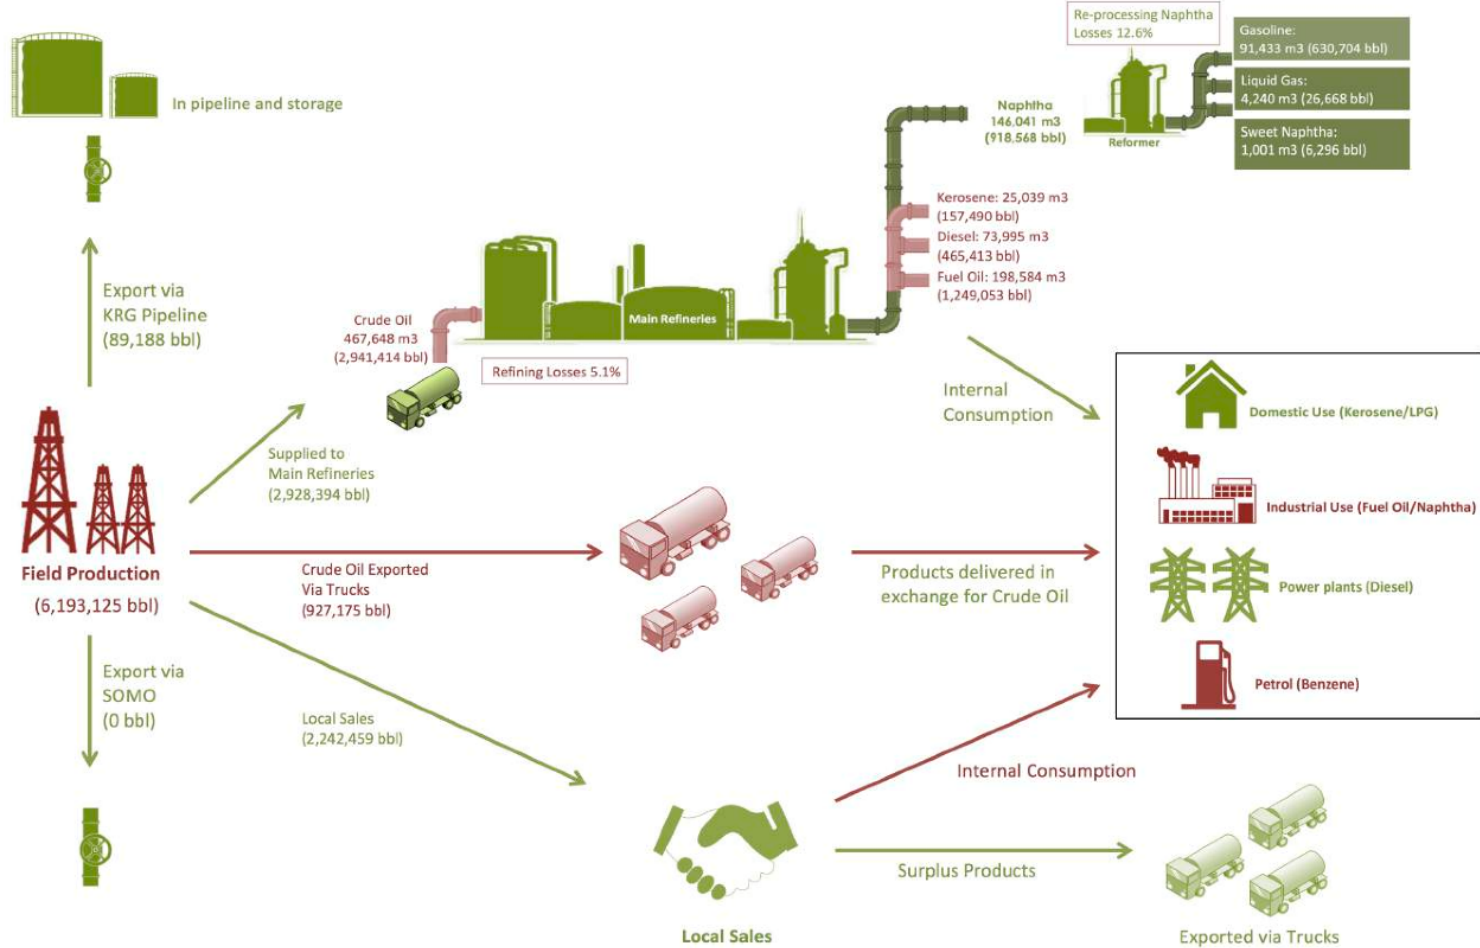 Re-processing Naphtha
Losses 12.6%
Gasoline:
91,433 m3 (630,704 bbl)
Liquid Gas:
4,240 m3 (26,668 bbl)
Sweet Naphtha:
1,001 m3 (6,296 bbl)
Reformer
Naphtha
146,041 m3
(918,568 bbl)
In pipeline and storage
Kerosene: 25,039 m3
(157,490 bbl)
Diesel: 73,995 m3
(465,413 bbl)
Fuel Oil: 198,584 m3
(1,249,053 bbl)
Export via
KRG Pipeline
(89,188 bbl)
Crude Oil
467,648 m3
(2,941,414 bbl)
Main Refineries
Refining Losses 5.1%
Internal
Consumption
Domestic Use (Kerosene/LPG)
Supplied to
Main Refineries
(2,928,394 bbl)
Industrial Use (Fuel Oil/Naphtha)
Field Production
(6,193,125 bbl)
Crude Oil Exported
Via Trucks
(927,175 bbl)
Products delivered in
exchange for Crude Oil
Power plants (Diesel)
Export via
SOMO
(0 bbl)
Petrol (Benzene)
Local Sales
(2,242,459 bbl)
Internal Consumption
Surplus Products
Local Sales
Exported via Trucks